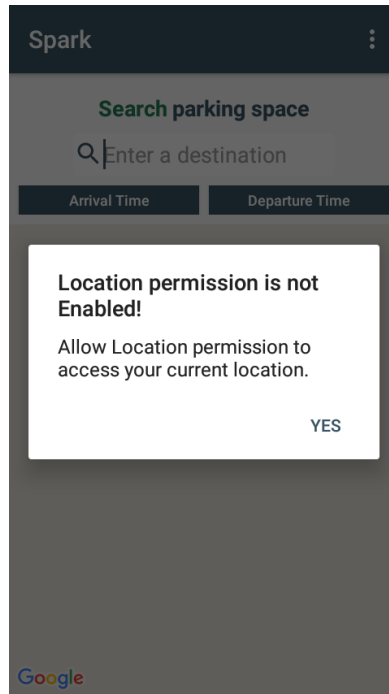 Spark
Search parking space
Enter a destination
Arrival Time
Departure Time
Location permission is not
Enabled!
Allow Location permission to
access your current location.
YES
Google